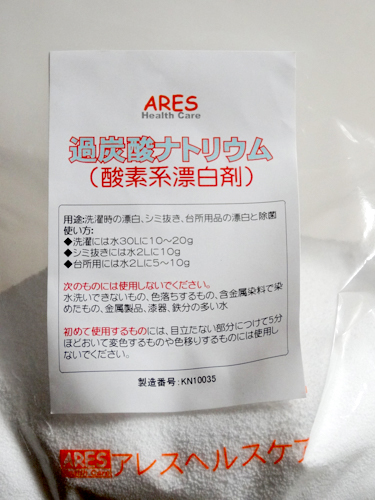 ARES
Health Care
過炭酸ナトリウム
（酸素系漂白剤）
用途:洗濯時の漂白、シミ抜き、台所用品の漂白と除菌
使い方:
◆洗濯には水30Lに10～20g
◆シミ抜きには水2Lに10g
◆台所用には水2Lに5～10g
次のものには使用しないでください。
水洗いできないもの、色落ちするもの、含金属染料で染
めたもの、金属製品、漆器、鉄分の多い水
初めて使用するものには、目立たない部分につけて5分
ほどおいて変色するものや色移りするものには使用し
ないでください。
製造番号:KN10035
ARES
アレスヘルスケア